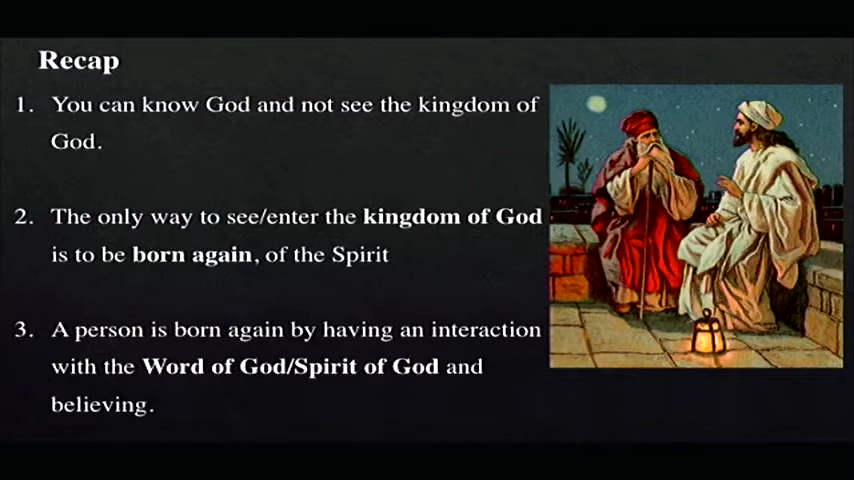 Recap
1. You can know God and not see the kingdom of
God.
2. The only way to see/enter the kingdom of God
is to be born again, of the Spirit
3. A person is born again by having an interaction
with the Word of God/Spirit of God and
believing.